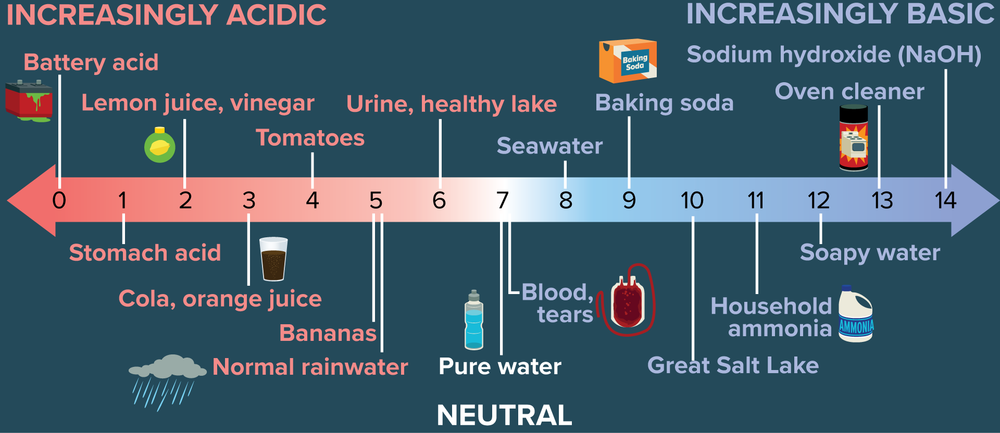 INCREASINGLY ACIDIC
INCREASINGLY BASIC
Battery acid
Lemon juice, vinegar
Tomatoes
Urine, healthy lake
Seawater
Baking
Soda
Baking soda
Sodium hydroxide (NaOH)
Oven cleaner
0 1 2 3 4 5 6 7 8 9 10 11 12 13 14
Stomach acid
Cola, orange juice
Bananas
Normal rainwater
Pure water
Blood,
tears
Great Salt Lake
Household
ammonia
AMMONIA
Soapy water
NEUTRAL